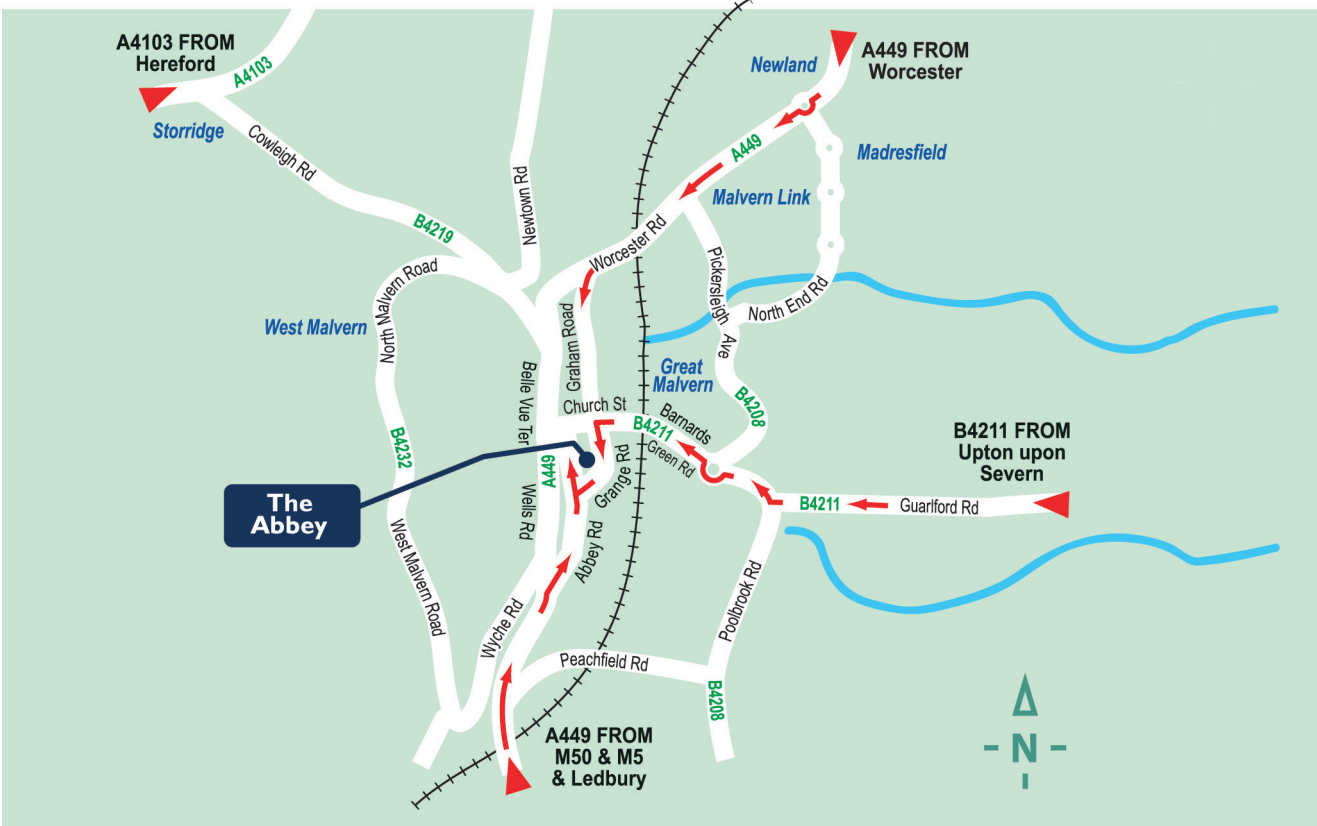 A4103 FROM
Hereford
A4103
Storridge
Cowleigh Rd
B4219
Newtown Rd
Newland
A449 FROM
Worcester
A449
Madresfield
Malvern Link
Worcester Rd
Pickersleigh
Ave
North End Rd
North Malvern Road
West Malvern
Graham Road
Belle Vue Ter
Great
Malvern
Church St
B4211
Barnards
Green Rd
B4208
B4232
A449
Wells Rd
Grange Rd
B4211 FROM
Upton upon
Severn
B4211
Guarlford Rd
The
Abbey
West Malvern Road
Abbey Rd
Wyche Rd
Poolbrook Rd
Peachfield Rd
B4208
A449 FROM
M50 & M5
& Ledbury
N